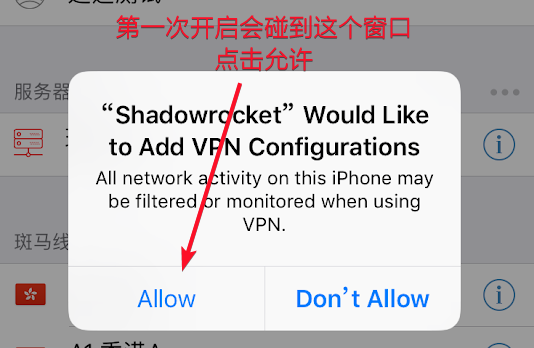 第一次开启会碰到这个窗口
点击允许
服务器
“Shadowrocket” Would Like
to Add VPN Configurations
All network activity on this iPhone may
be filtered or monitored when using
VPN.
斑马线
Allow
Don’t Allow